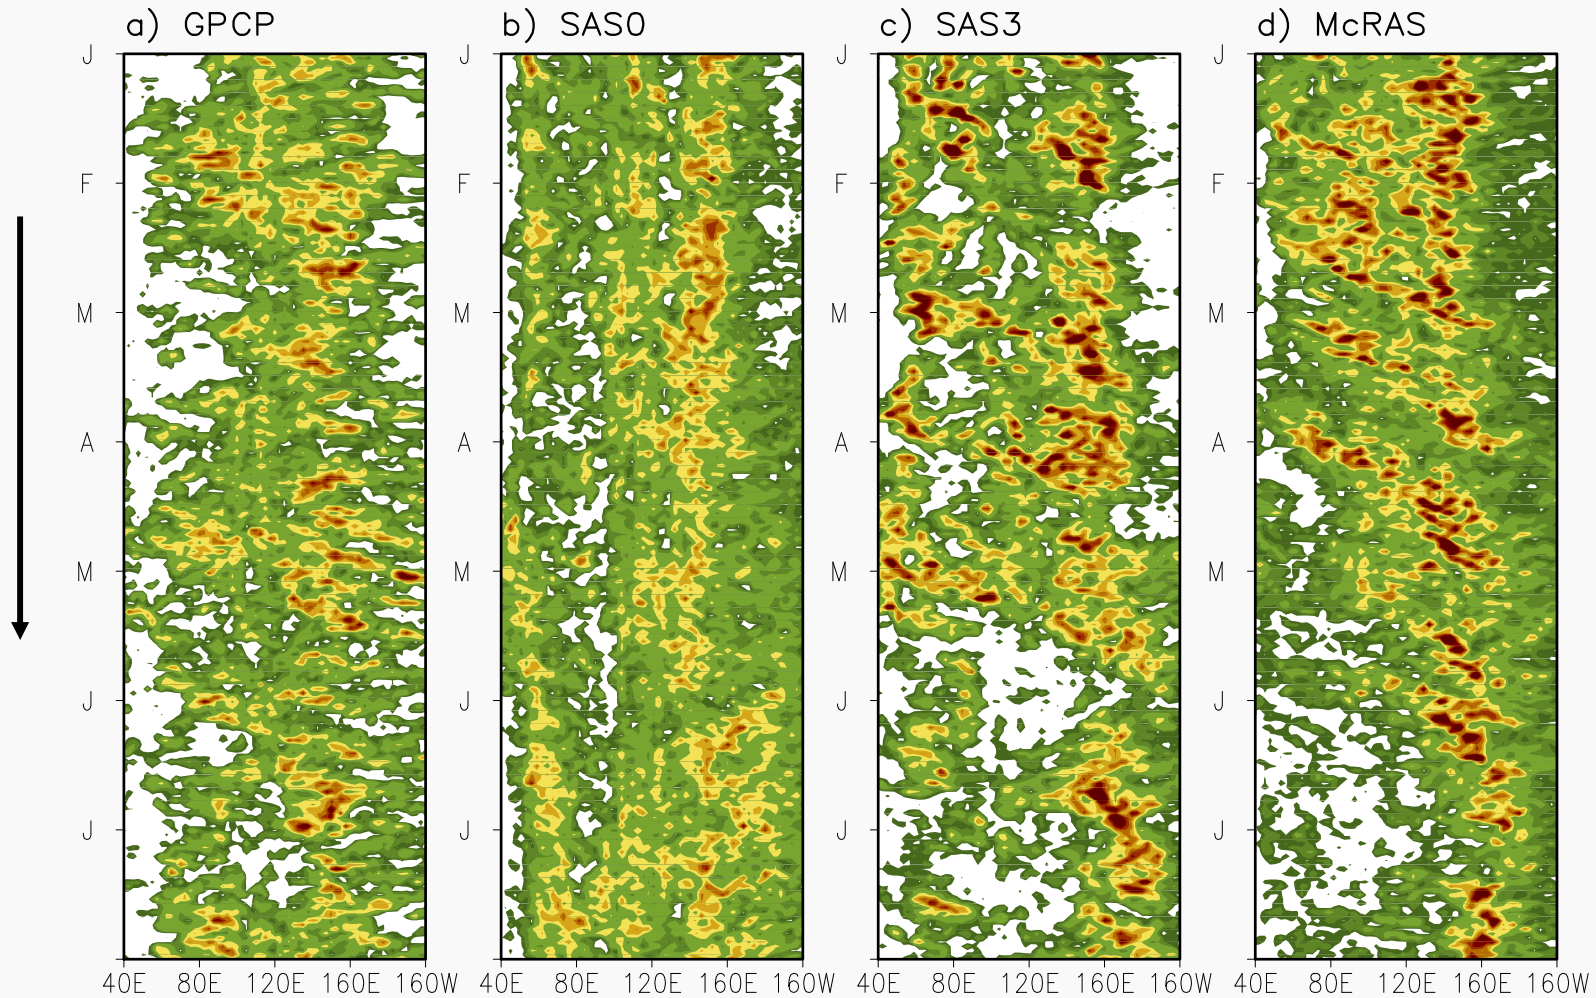 a) GPCP b) SAS0 c) SAS3 d) McRAS
J J J J
F F F F
M M M M
A A A A
M M M M
J J J J
J J J J
40E 80E 120E 160E 160W 40E 80E 120E 160E 160W 40E 80E 120E 160E 160W 40E 80E 120E 160E 160W